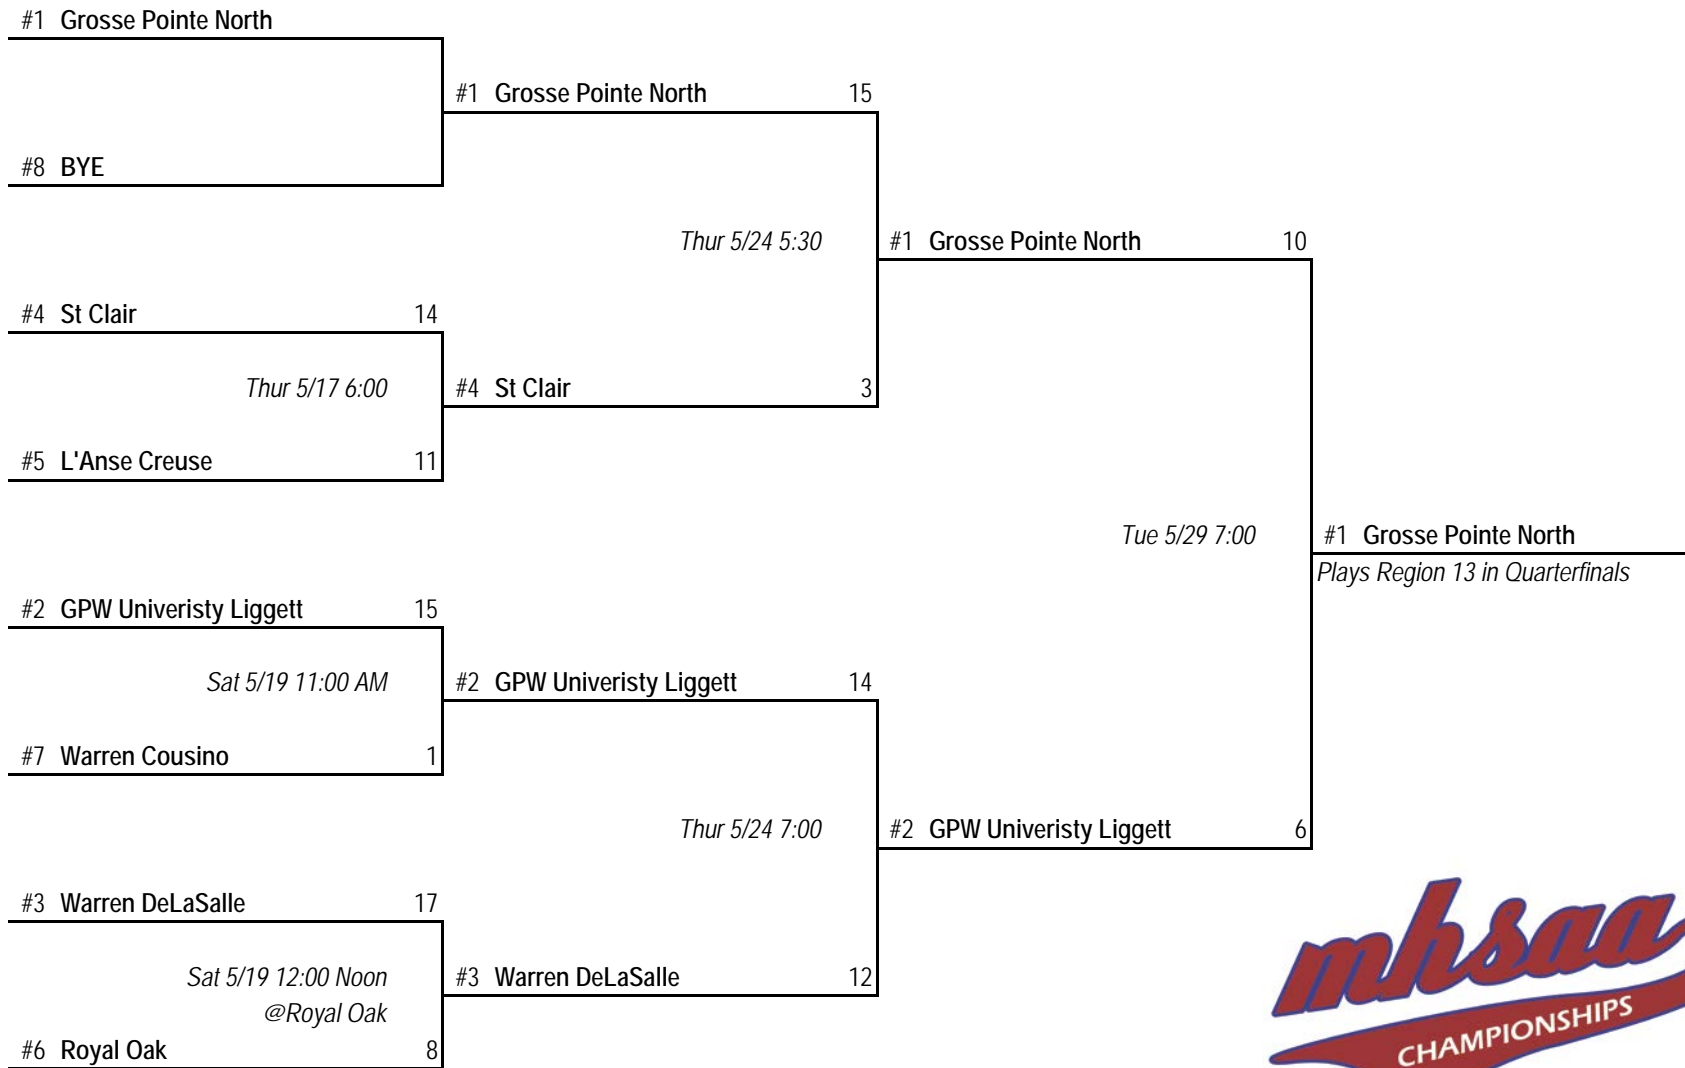 #1 Grosse Pointe North
#1 Grosse Pointe North 15
#8 BYE
Thur 5/24 5:30
#1 Grosse Pointe North 10
#4 St Clair 14
Thur 5/17 6:00
#4 St Clair 3
#5 L'Anse Creuse 11
Tue 5/29 7:00
#1 Grosse Pointe North
Plays Region 13 in Quarterfinals
#2 GPW Univeristy Liggett 15
Sat 5/19 11:00 AM
#2 GPW Univeristy Liggett 14
#7 Warren Cousino 1
Thur 5/24 7:00
#2 GPW Univeristy Liggett 6
#3 Warren DeLaSalle 17
Sat 5/19 12:00 Noon
@Royal Oak
#3 Warren DeLaSalle 12
#6 Royal Oak 8
mhsaa
CHAMPIONSHIPS